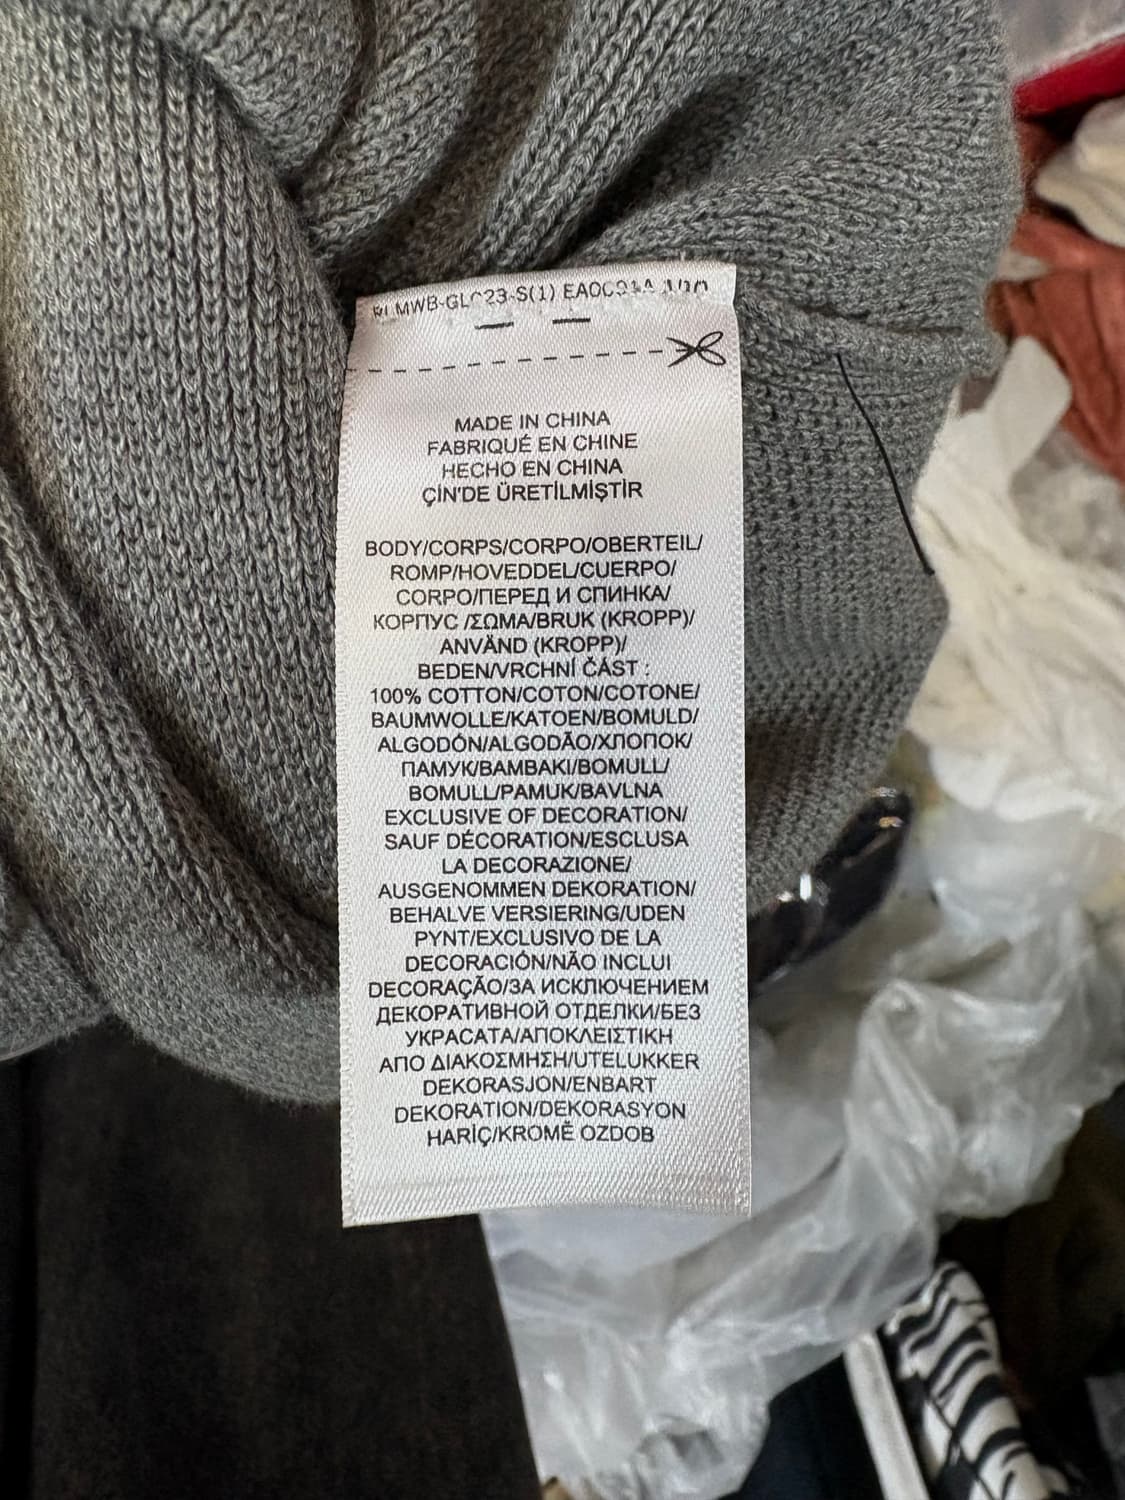 MADE IN CHINA
FABRIQUÉ EN CHINE
HECHO EN CHINA
ÇİN'DE ÜRETİLMİŞTİR
BODY/CORPS/CORPO/OBERTEIL/
ROMP/HOVEDDEL/CUERPO/
CORPO/ПЕРЕД И СПИНКА/
КОРПУС /ΣΩΜΑ/BRUK (KROPP)/
ANVÄND (KROPP)/
BEDEN/VRCHNÍ ČÁST :
100% COTTON/COTON/COTONE/
BAUMWOLLE/KATOEN/BOMULD/
ALGODÓN/ALGODÃO/ХЛОПОК/
ПАМУК/BAMBAKI/BOMULL/
BOMULL/PAMUK/BAVLNA
EXCLUSIVE OF DECORATION/
SAUF DÉCORATION/ESCLUSA
LA DECORAZIONE/
AUSGENOMMEN DEKORATION/
BEHALVE VERSIERING/UDEN
PYNT/EXCLUSIVO DE LA
DECORACIÓN/NÃO INCLUI
DECORAÇÃO/ЗА ИСКЛЮЧЕНИЕМ
ДЕКОРАТИВНОЙ ОТДЕЛКИ/БЕЗ
УКРАСАТА/ΑΠΟΚΛΕΙΣΤΙΚΗ
ΑΠΟ ΔΙΑΚΟΣΜΗΣΗ/UTELUKKER
DEKORASJON/ENBART
DEKORATION/DEKORASYON
HARİÇ/KROMĚ OZDOB